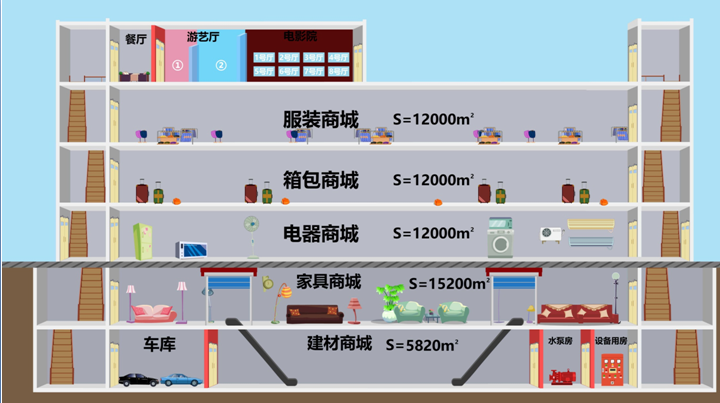 餐厅
游艺厅
电影院
①
②
1号厅 2号厅 3号厅 4号厅
5号厅 6号厅 7号厅 8号厅
服装商城 S=12000m²
箱包商城 S=12000m²
电器商城 S=12000m²
家具商城 S=15200m²
车库
建材商城 S=5820m²
水泵房
设备用房